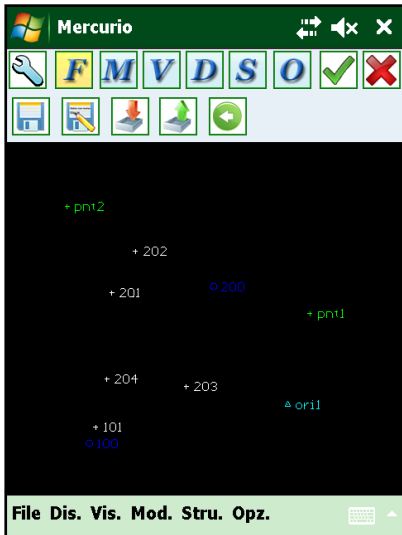 Mercurio
F M V D S O
+ pnt2
+ 202
+ 201
200
+ pnt1
+ 204
+ 203
ori1
+ 101
100
File Dis. Vis. Mod. Stru. Opz.